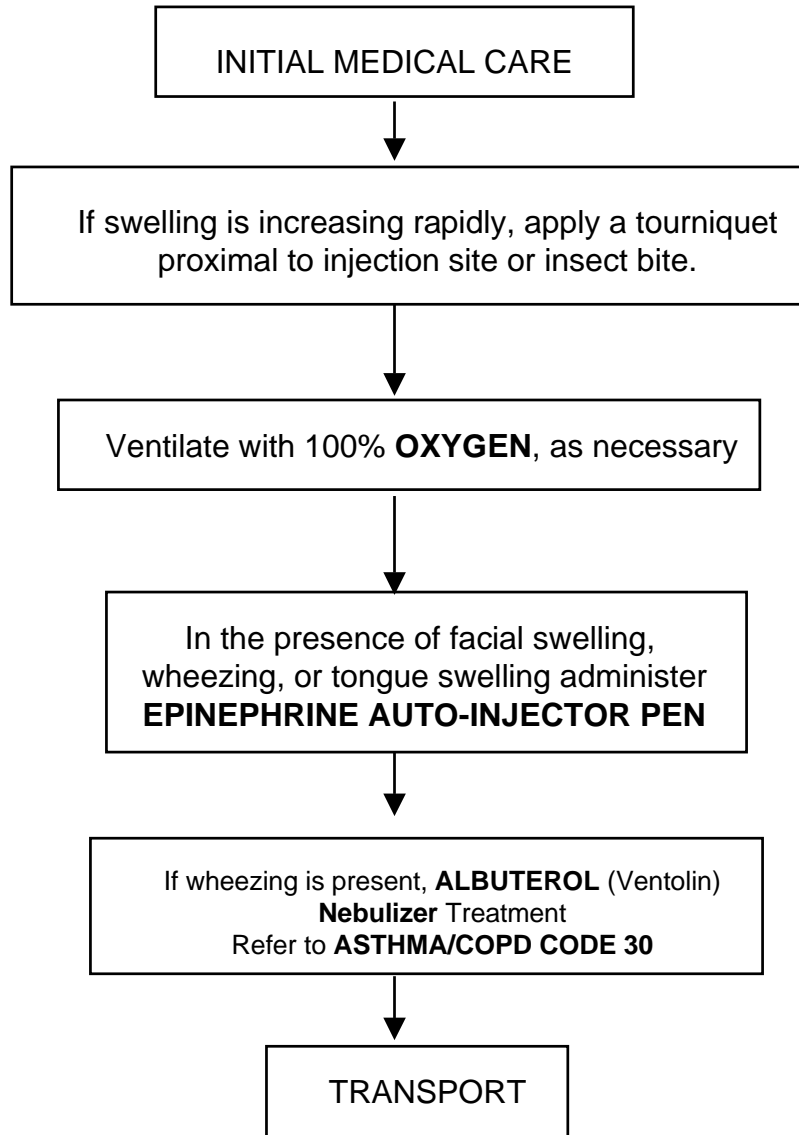 INITIAL MEDICAL CARE
If swelling is increasing rapidly, apply a tourniquet
proximal to injection site or insect bite.
Ventilate with 100% OXYGEN, as necessary
In the presence of facial swelling,
wheezing, or tongue swelling administer
EPINEPHRINE AUTO-INJECTOR PEN
If wheezing is present, ALBUTEROL (Ventolin)
Nebulizer Treatment
Refer to ASTHMA/COPD CODE 30
TRANSPORT